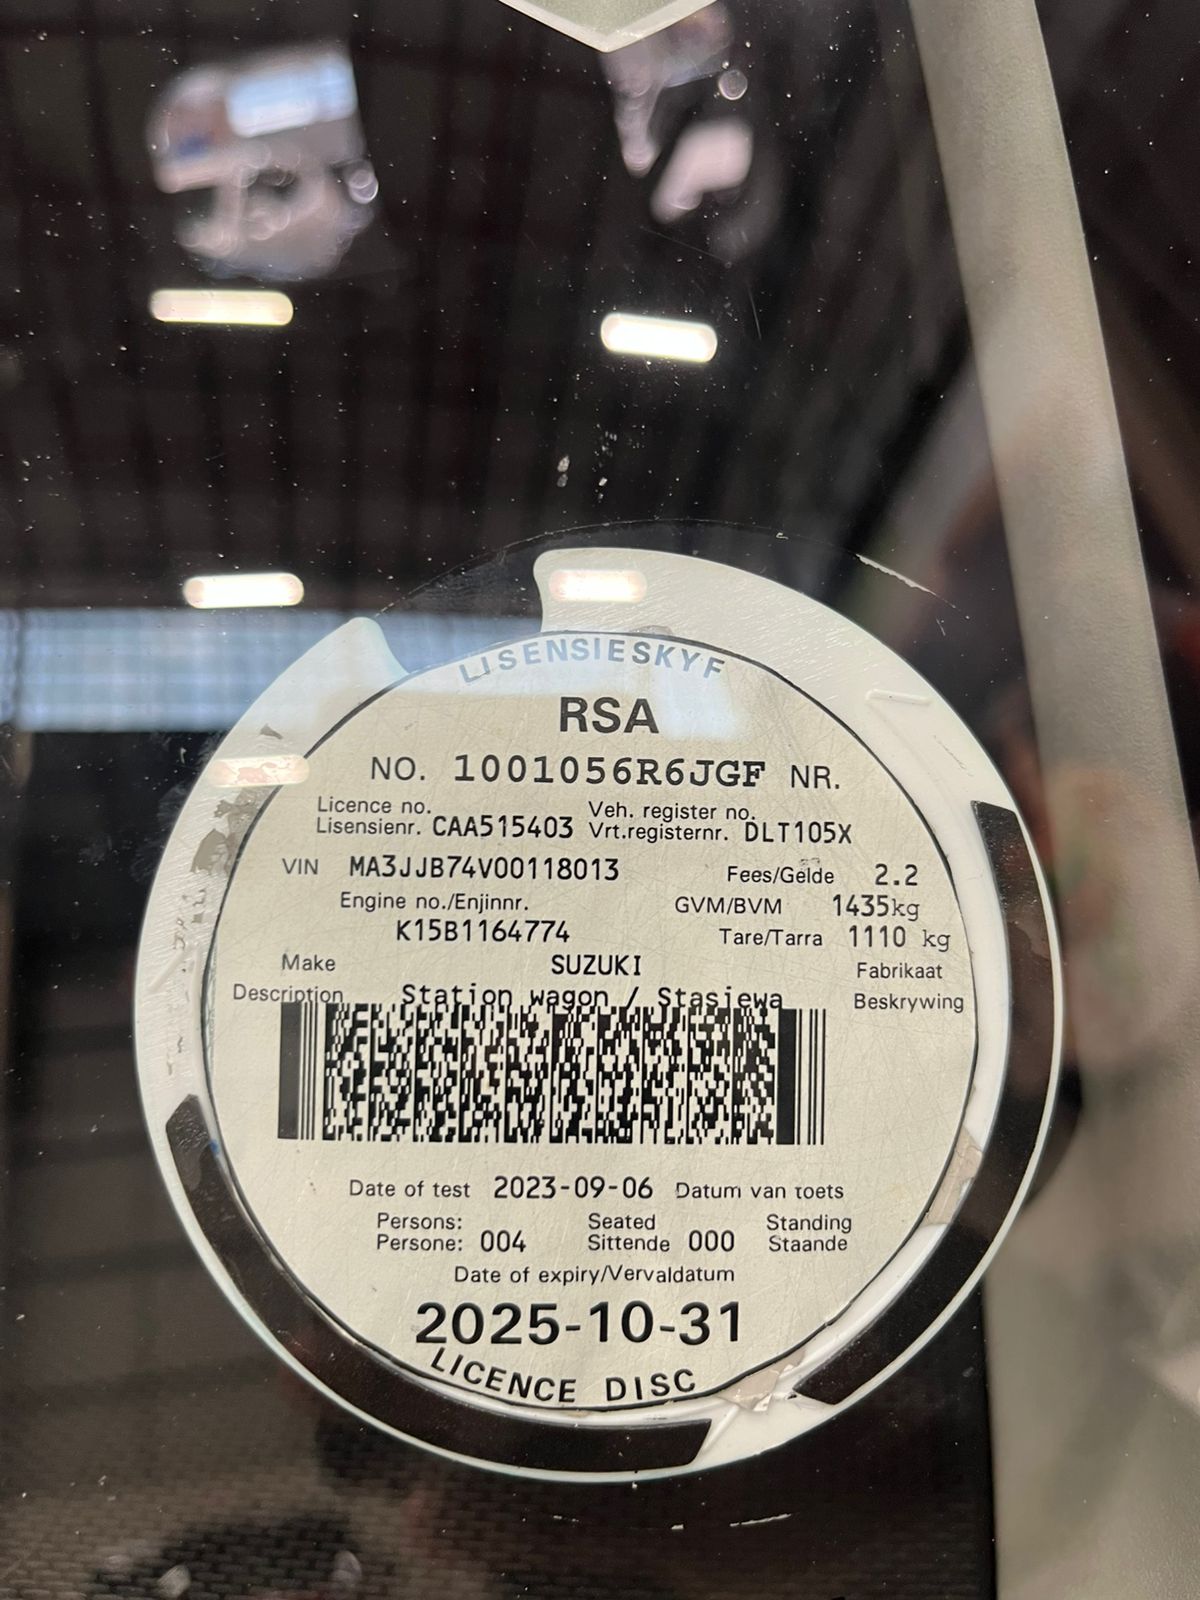 LISENSIESKYF
RSA
NO. 1001056R6JGF NR.
Licence no. Veh. register no.
Lisensienr. CAA515403 Vrt.registernr. DLT105X
VIN MA3JJB74V00118013 Fees/Gelde 2.2
Engine no./Enjinnr. GVM/BVM 1435kg
K15B1164774 Tare/Tarra 1110 kg
Make SUZUKI Fabrikaat
Description Station wagon / Stasiewa Beskrywing
Date of test 2023-09-06 Datum van toets
Persons: Seated Standing
Persone: 004 Sittende 000 Staande
Date of expiry/Vervaldatum
2025-10-31
LICENCE DISC